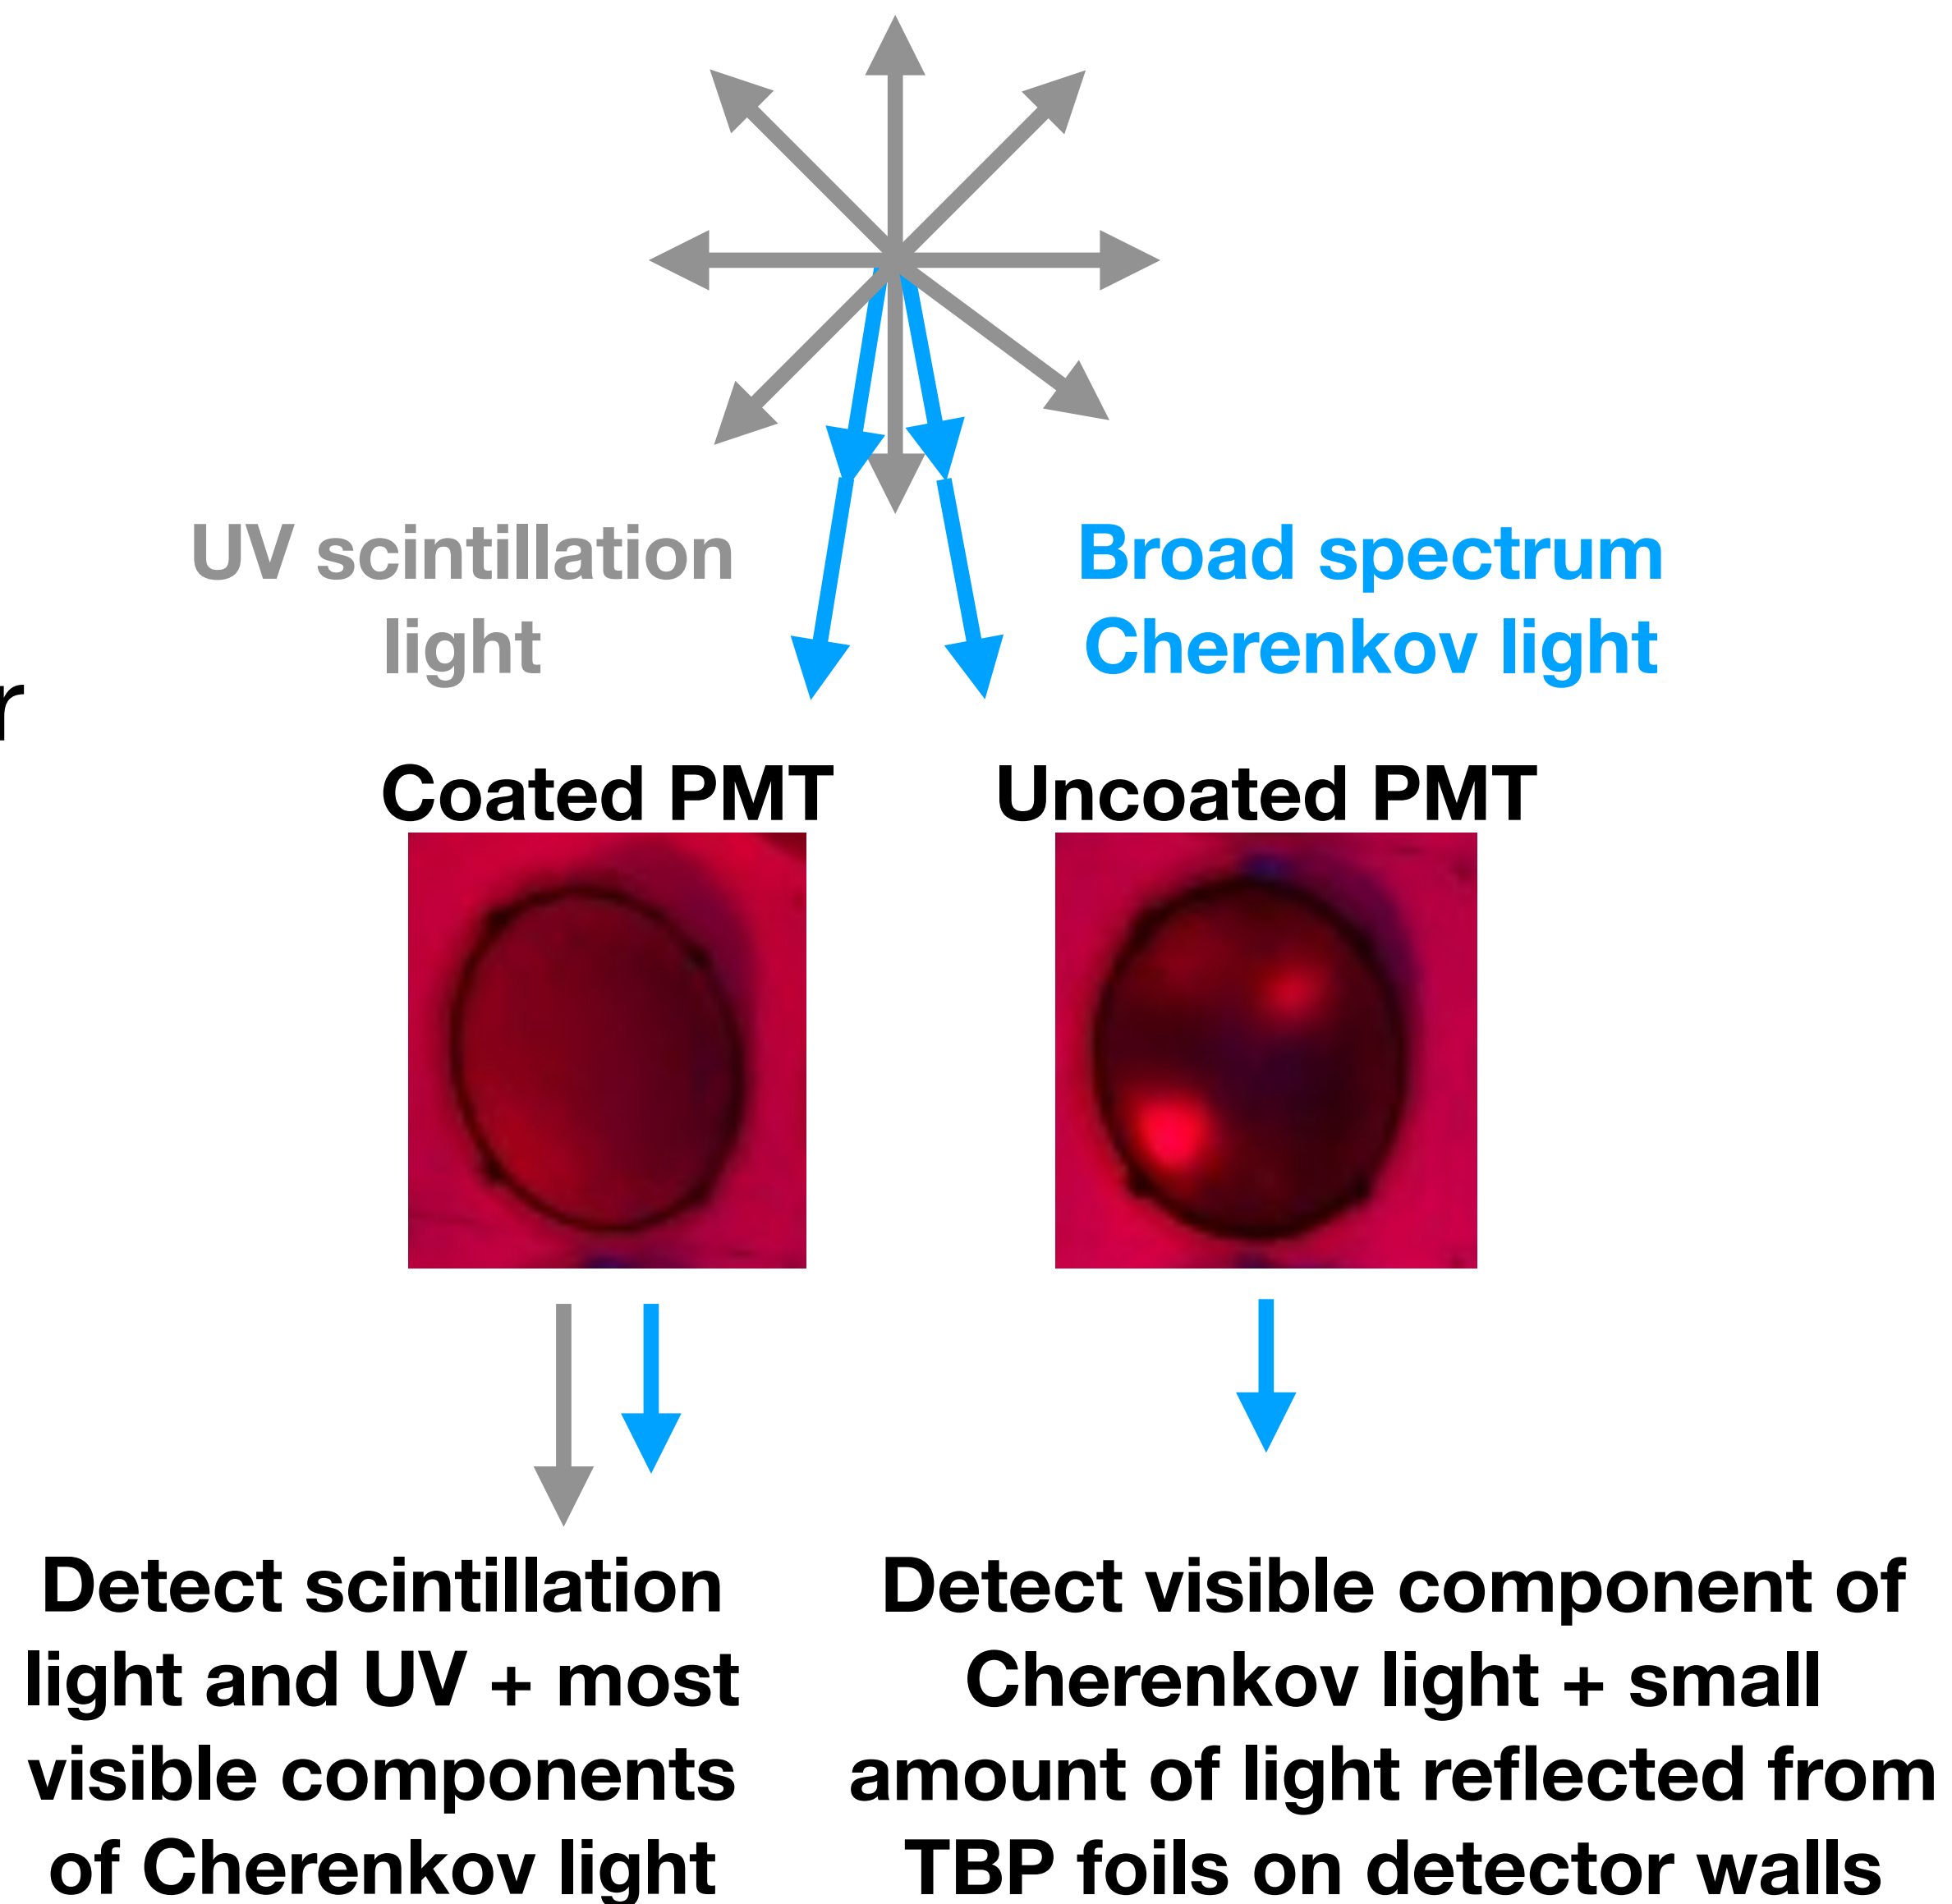 UV scintillation
light
Broad spectrum
Cherenkov light
r
Coated PMT
Uncoated PMT
Detect scintillation
light and UV + most
visible components
of Cherenkov light
Detect visible component of
Cherenkov light + small
amount of light reflected from
TBP foils on detector walls